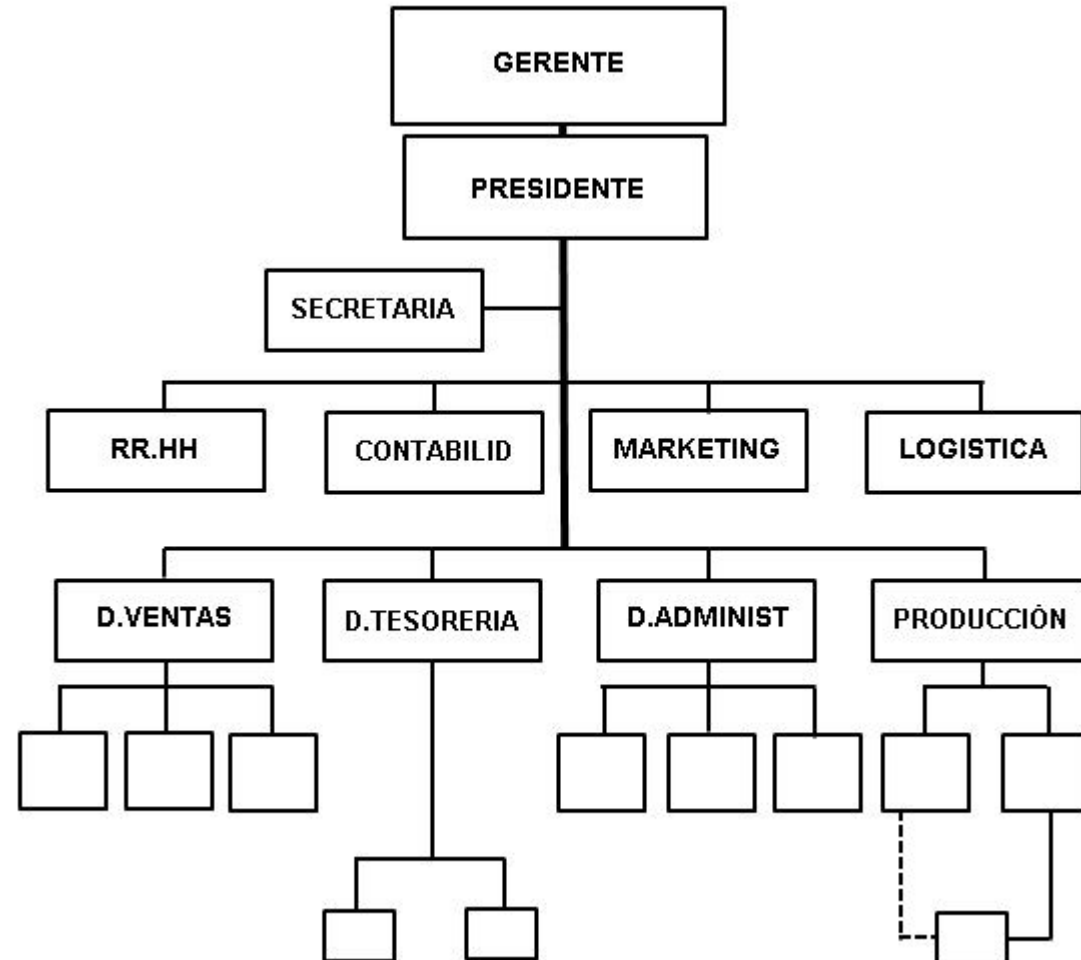 GERENTE
PRESIDENTE
SECRETARIA
RR.HH
CONTABILID
MARKETING
LOGISTICA
D.VENTAS
D.TESORERIA
D.ADMINIST
PRODUCCIÓN